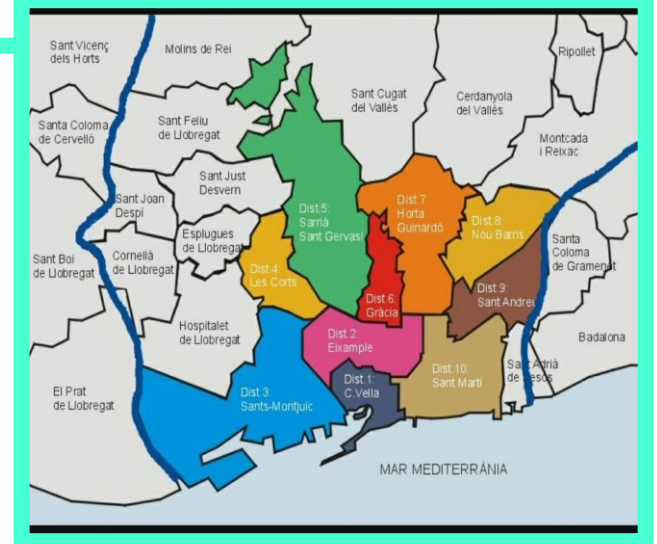 Sant Vicenç
dels Horts
Molins de Rei
Ripollet
Sant Cugat
del Vallès
Cerdanyola
del Vallès
Santa Coloma
de Cervelló
Sant Feliu
de Llobregat
Montcada
i Reixac
Sant Just
Desvern
Sant Joan
Despí
Dist.5:
Sarrià
Sant Gervasi
Dist.7:
Horta
Guinardó
Dist.8:
Nou Barris
Esplugues
de Llobregat
Santa
Coloma
de Gramenet
Sant Boi
de Llobregat
Cornellà
de Llobregat
Dist.4:
Les Corts
Dist.9:
Sant Andreu
Dist.6:
Gràcia
Hospitalet
de Llobregat
Dist.2:
Eixample
Badalona
Dist.10:
Sant Martí
Sant Adrià
de Besòs
Dist.1:
C.Vella
El Prat
de Llobregat
Dist.3:
Sants-Montjuïc
MAR MEDITERRÀNIA